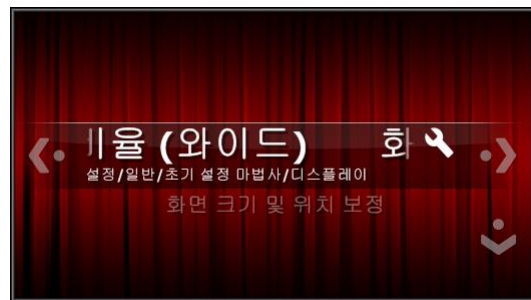 율 (와이드) 화
설정/일반/초기 설정 마법사/디스플레이
화면 크기 및 위치 보정